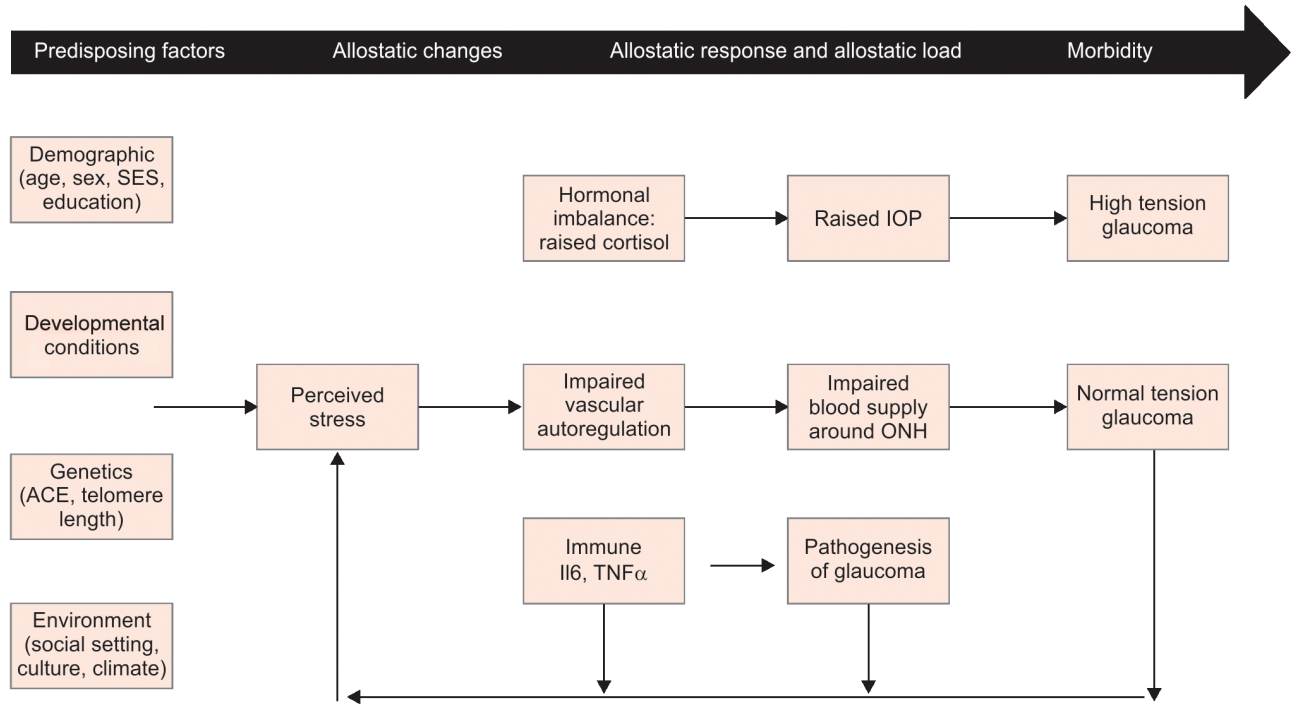 Predisposing factors
Allostatic changes
Allostatic response and allostatic load
Morbidity
Demographic
(age, sex, SES,
education)
Developmental
conditions
Genetics
(ACE, telomere
length)
Environment
(social setting,
culture, climate)
Perceived
stress
Hormonal
imbalance:
raised cortisol
Raised IOP
High tension
glaucoma
Impaired
vascular
autoregulation
Impaired
blood supply
around ONH
Normal tension
glaucoma
Immune
Il6, TNFα
Pathogenesis
of glaucoma